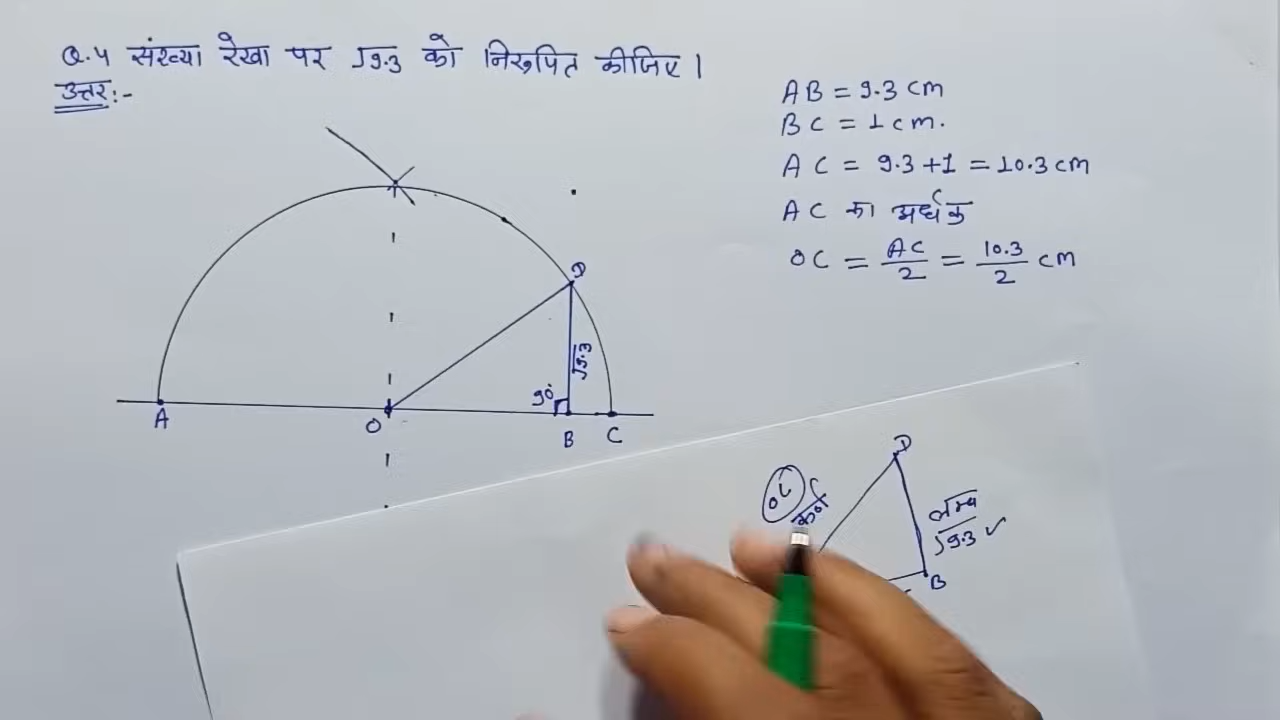 Q.4 संख्या रेखा पर √9.3 को निरूपित कीजिए।
उत्तर:-
AB = 9.3 cm
BC = 1 cm.
AC = 9.3+1 = 10.3 cm
AC का अर्धक
OC = AC/2 = 10.3/2 cm
D
√9.3
90°
A
O
B
C
D
OC
कर्ण
लम्ब
√9.3 ✓
B